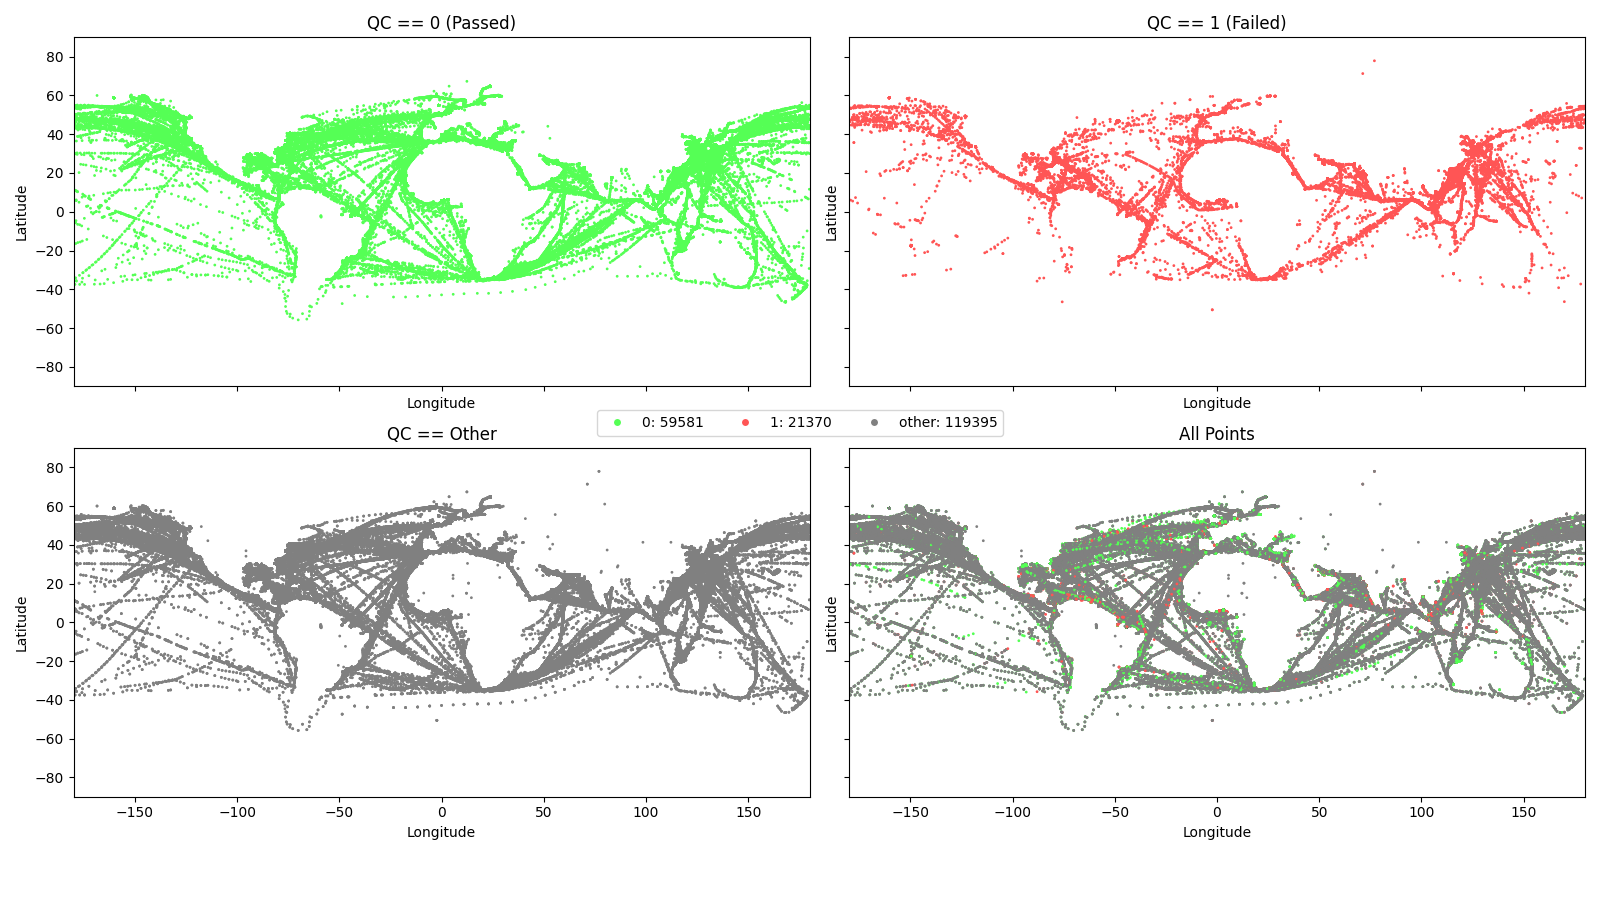 QC == 0 (Passed)
QC == 1 (Failed)
80
60
40
20
0
−20
−40
−60
−80
Latitude
Latitude
Longitude
Longitude
0: 59581 1: 21370 other: 119395
QC == Other
All Points
80
60
40
20
0
−20
−40
−60
−80
Latitude
Latitude
−150 −100 −50 0 50 100 150
−150 −100 −50 0 50 100 150
Longitude
Longitude